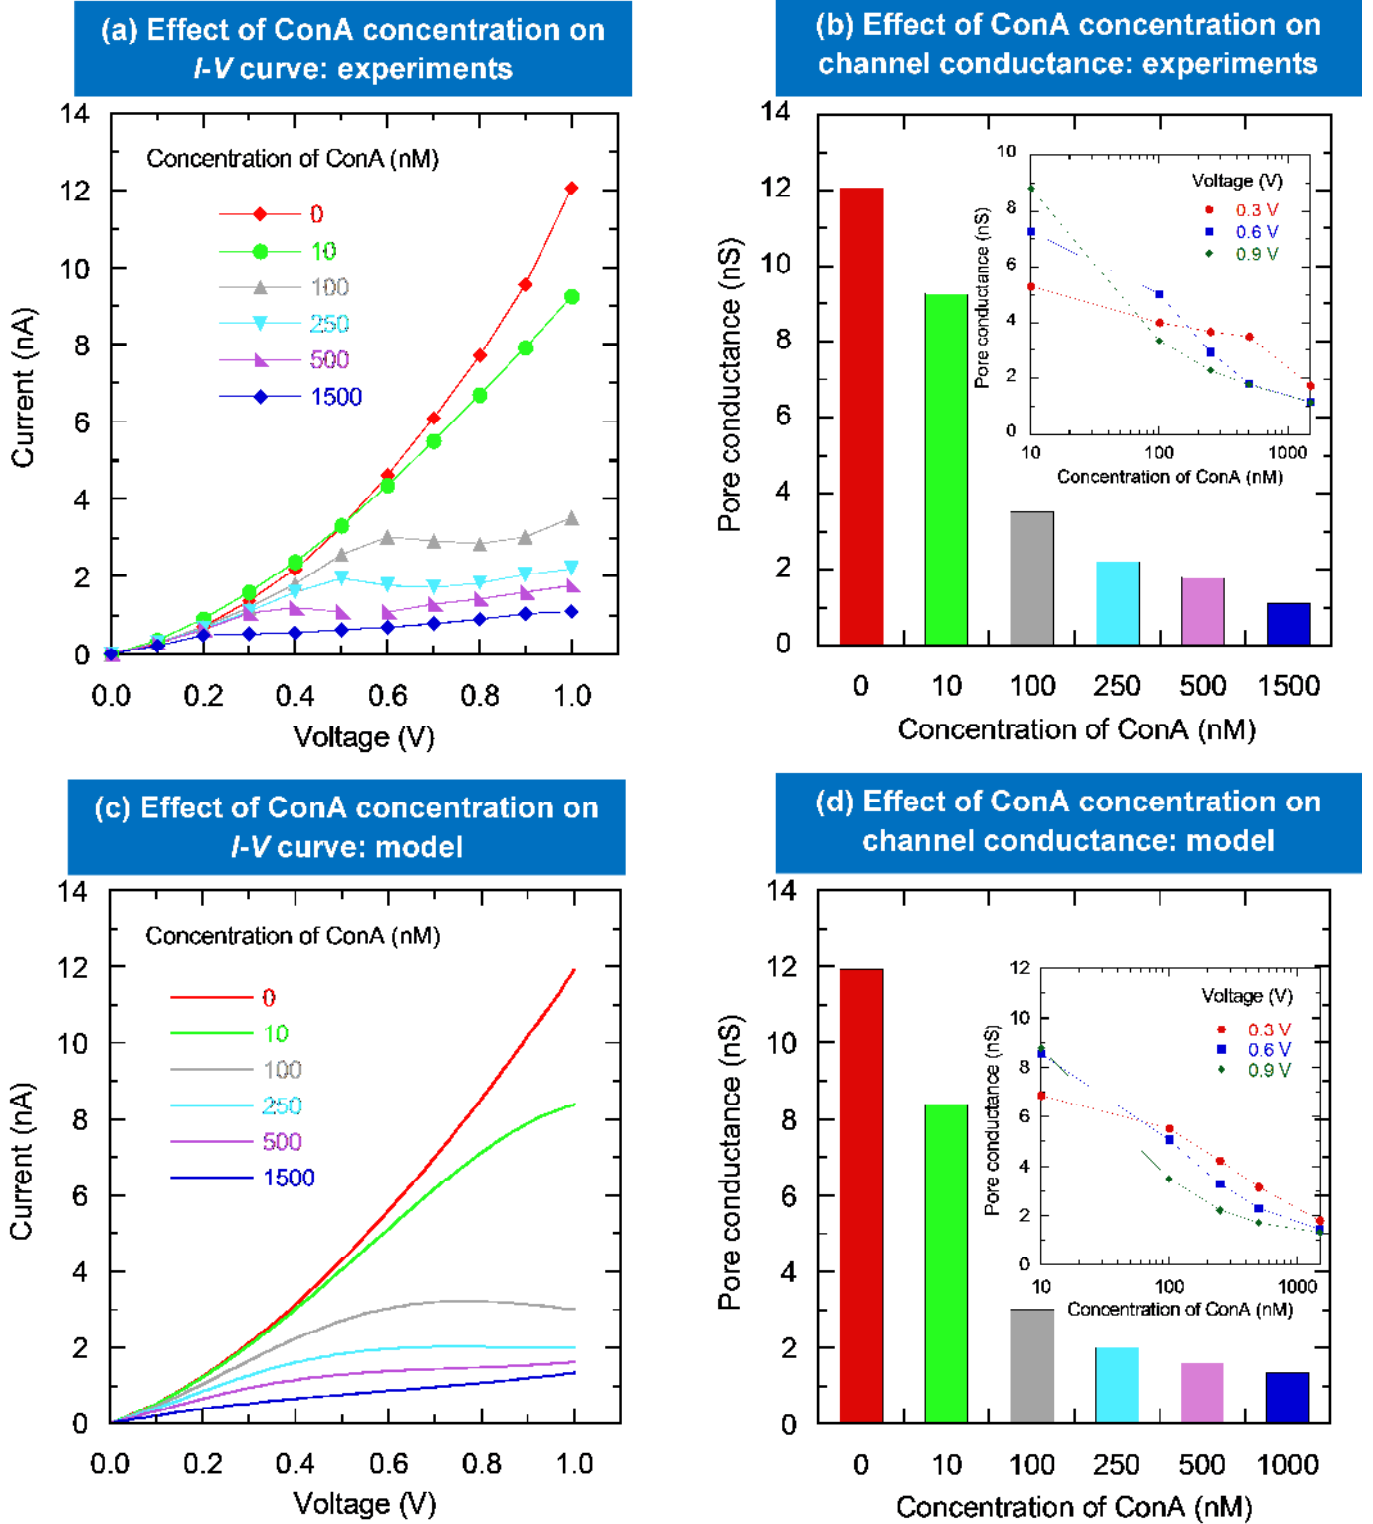 (a) Effect of ConA concentration on
I-V curve: experiments
14
12
10
8
6
4
2
0
Current (nA)
Concentration of ConA (nM)
0
10
100
250
500
1500
0.0 0.2 0.4 0.6 0.8 1.0
Voltage (V)
(b) Effect of ConA concentration on
channel conductance: experiments
14
12
10
8
6
4
2
0
Pore conductance (nS)
10
8
6
4
2
0
Pore conductance (nS)
Voltage (V)
0.3 V
0.6 V
0.9 V
10 100 1000
Concentration of ConA (nM)
0 10 100 250 500 1500
Concentration of ConA (nM)
(c) Effect of ConA concentration on
I-V curve: model
14
12
10
8
6
4
2
0
Current (nA)
Concentration of ConA (nM)
0
10
100
250
500
1500
0.0 0.2 0.4 0.6 0.8 1.0
Voltage (V)
(d) Effect of ConA concentration on
channel conductance: model
14
12
10
8
6
4
2
0
Pore conductance (nS)
12
10
8
6
4
2
0
Pore conductance (nS)
Voltage (V)
0.3 V
0.6 V
0.9 V
10 100 1000
Concentration of ConA (nM)
0 10 100 250 500 1000
Concentration of ConA (nM)